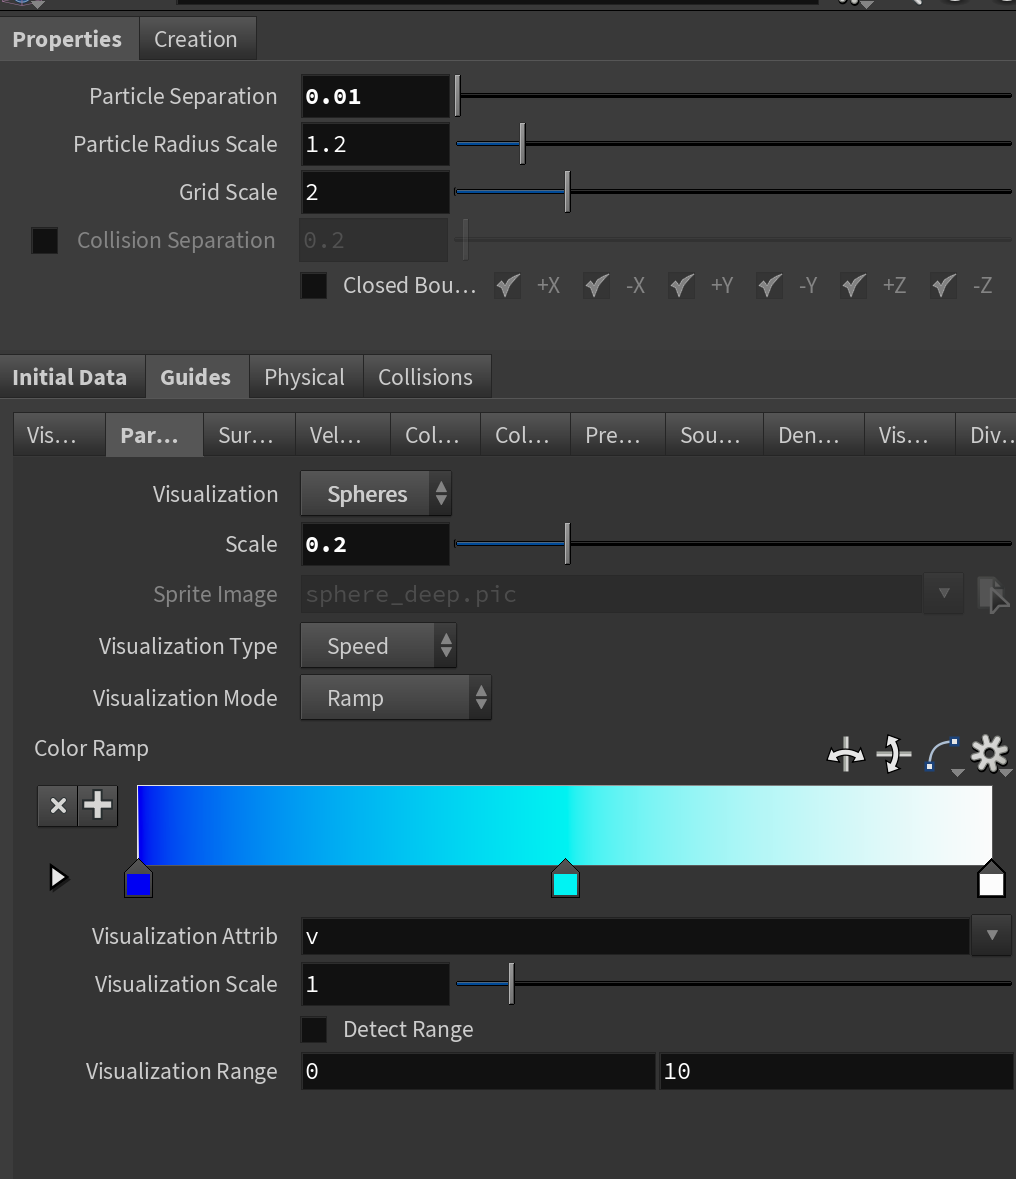 Properties Creation
Particle Separation 0.01
Particle Radius Scale 1.2
Grid Scale 2
Collision Separation 0.2
Closed Bou... +X -X +Y -Y +Z -Z
Initial Data Guides Physical Collisions
Vis... Par... Sur... Vel... Col... Col... Pre... Sou... Den... Vis... Div..
Visualization Spheres
Scale 0.2
Sprite Image sphere_deep.pic
Visualization Type Speed
Visualization Mode Ramp
Color Ramp
Visualization Attrib v
Visualization Scale 1
Detect Range
Visualization Range 0 10